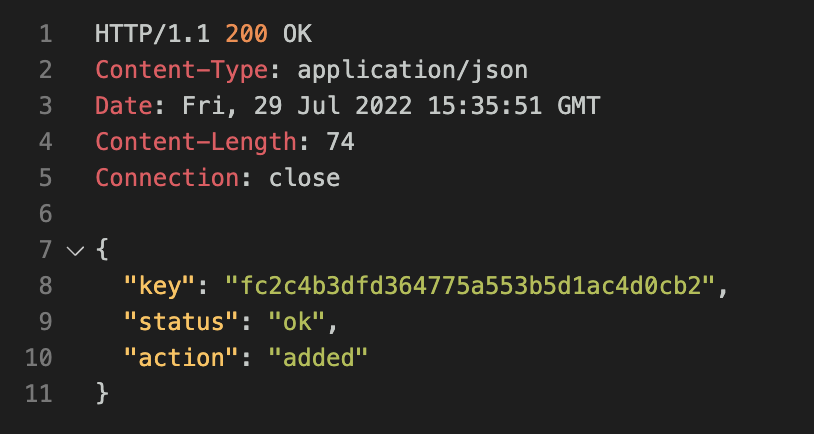 1 HTTP/1.1 200 OK
2 Content-Type: application/json
3 Date: Fri, 29 Jul 2022 15:35:51 GMT
4 Content-Length: 74
5 Connection: close
6
7 {
8 "key": "fc2c4b3dfd364775a553b5d1ac4d0cb2",
9 "status": "ok",
10 "action": "added"
11 }